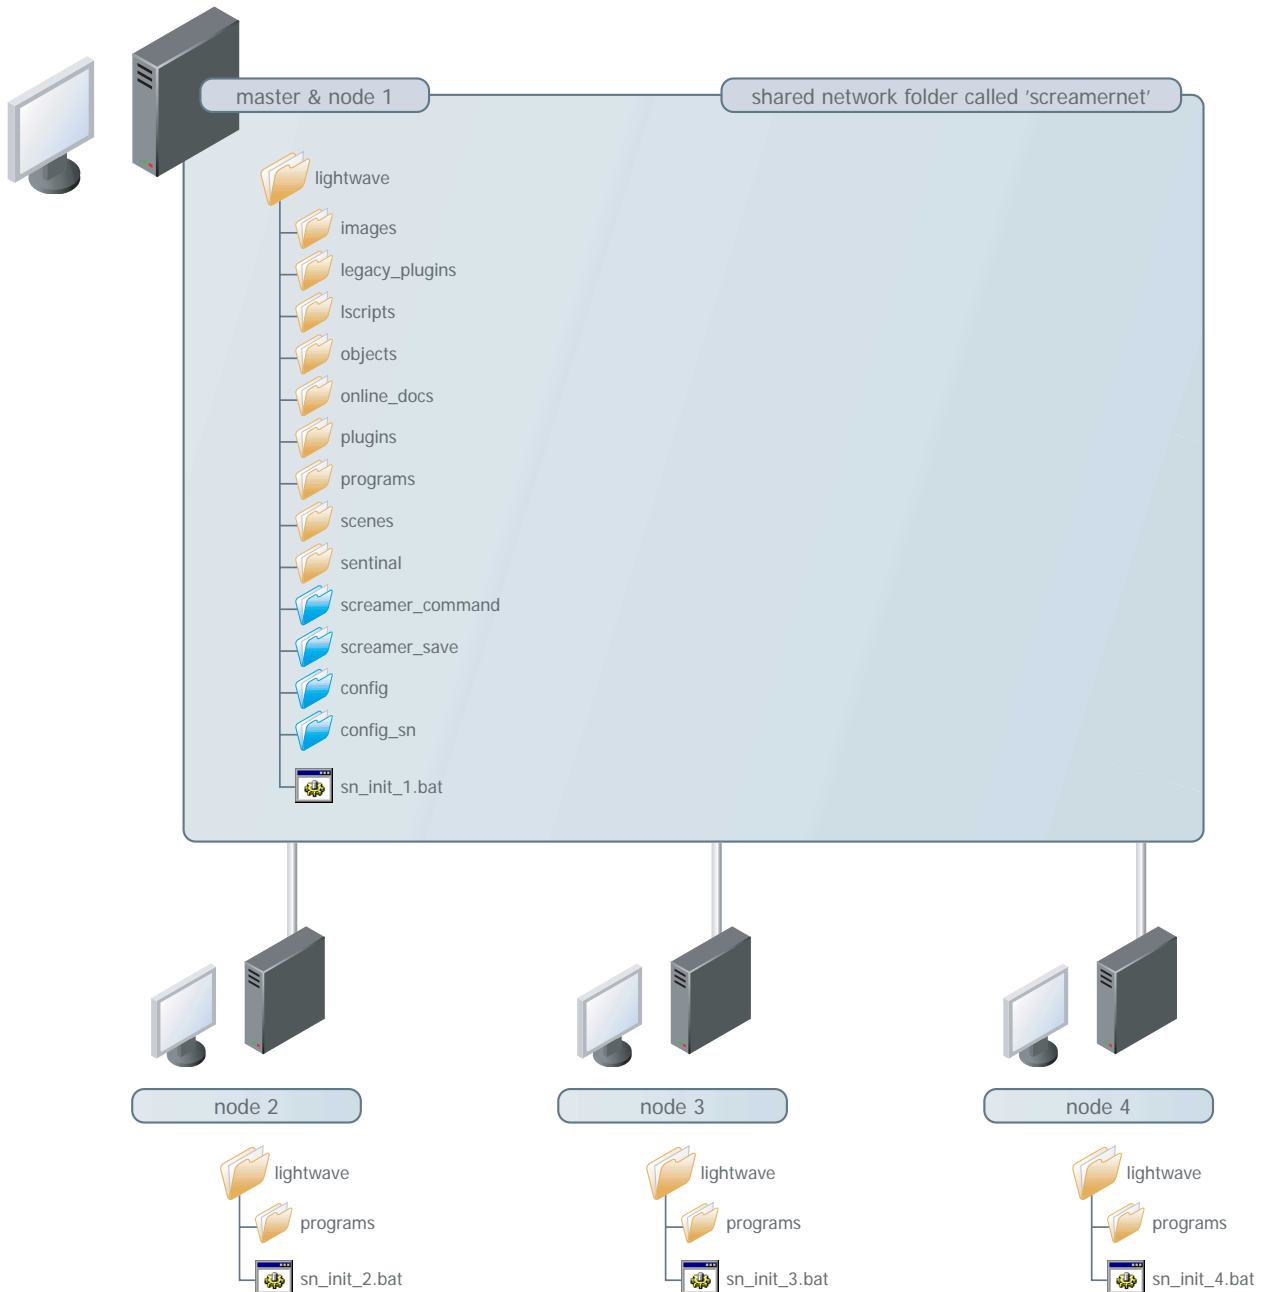 master & node 1
shared network folder called 'screamernet'
lightwave
images
legacy_plugins
lscripts
objects
online_docs
plugins
programs
scenes
sentinal
screamer_command
screamer_save
config
config_sn
sn_init_1.bat
node 2
node 3
node 4
lightwave
lightwave
lightwave
programs
programs
programs
sn_init_2.bat
sn_init_3.bat
sn_init_4.bat